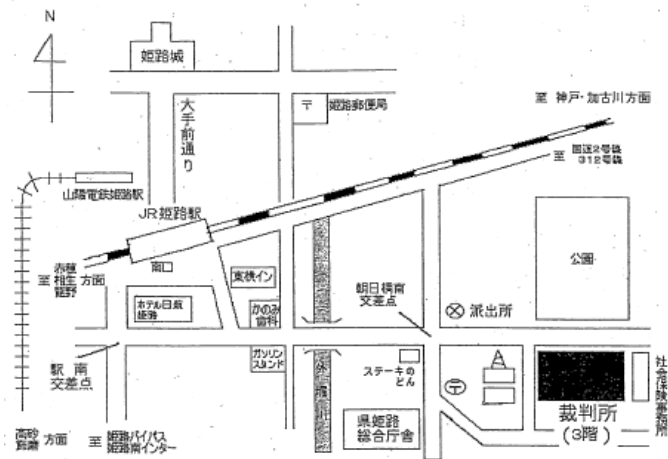 N
姫路城
大手前通り
〒
姫路郵便局
至 神戸・加古川方面
至 国道2号線
312号線
山陽電鉄姫路駅
JR姫路駅
至 赤穂 相生 龍野 方面
南口
東横イン
ホテル日航
姫路
かのみ
歯科
朝日橋南
交差点
公園
派出所
駅南
交差点
ガソリン
スタンド
外堀川
ステーキの
どん
〒
県姫路
総合庁舎
裁判所
(3階)
社会保険事務所
高砂 飾磨 方面
至 姫路バイパス
姫路南インター